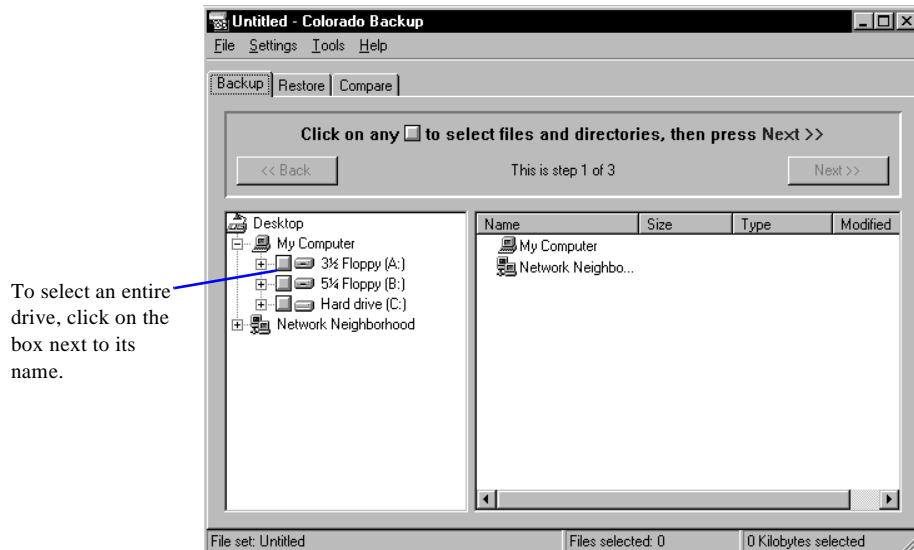 Untitled - Colorado Backup
File Settings Tools Help
Backup Restore Compare
Click on any to select files and directories, then press Next >>
<< Back This is step 1 of 3 Next >>
Desktop
My Computer
3½ Floppy (A:)
5¼ Floppy (B:)
Hard drive (C:)
Network Neighborhood
Name Size Type Modified
My Computer
Network Neighbo...
To select an entire
drive, click on the
box next to its
name.
File set: Untitled Files selected: 0 0 Kilobytes selected